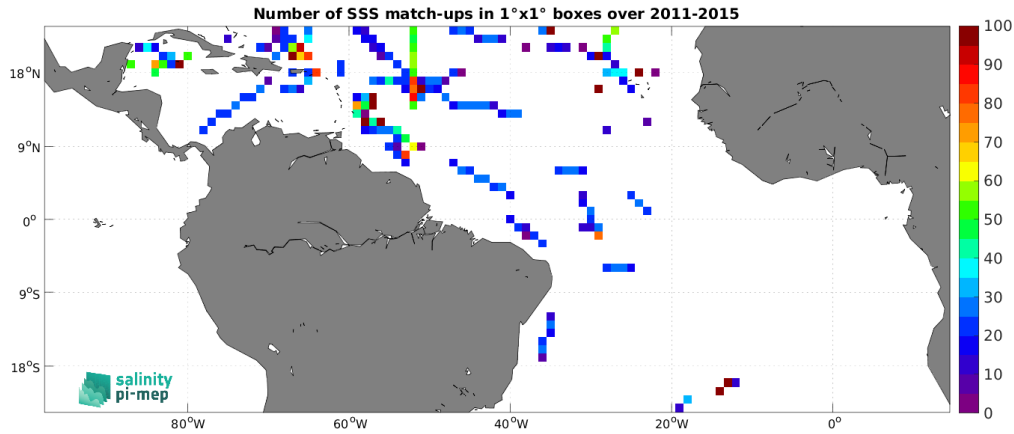 Number of SSS match-ups in 1°x1° boxes over 2011-2015
100
90
80
70
60
50
40
30
20
10
0
18°N
9°N
0°
9°S
18°S
salinity
pi-mep
80°W
60°W
40°W
20°W
0°